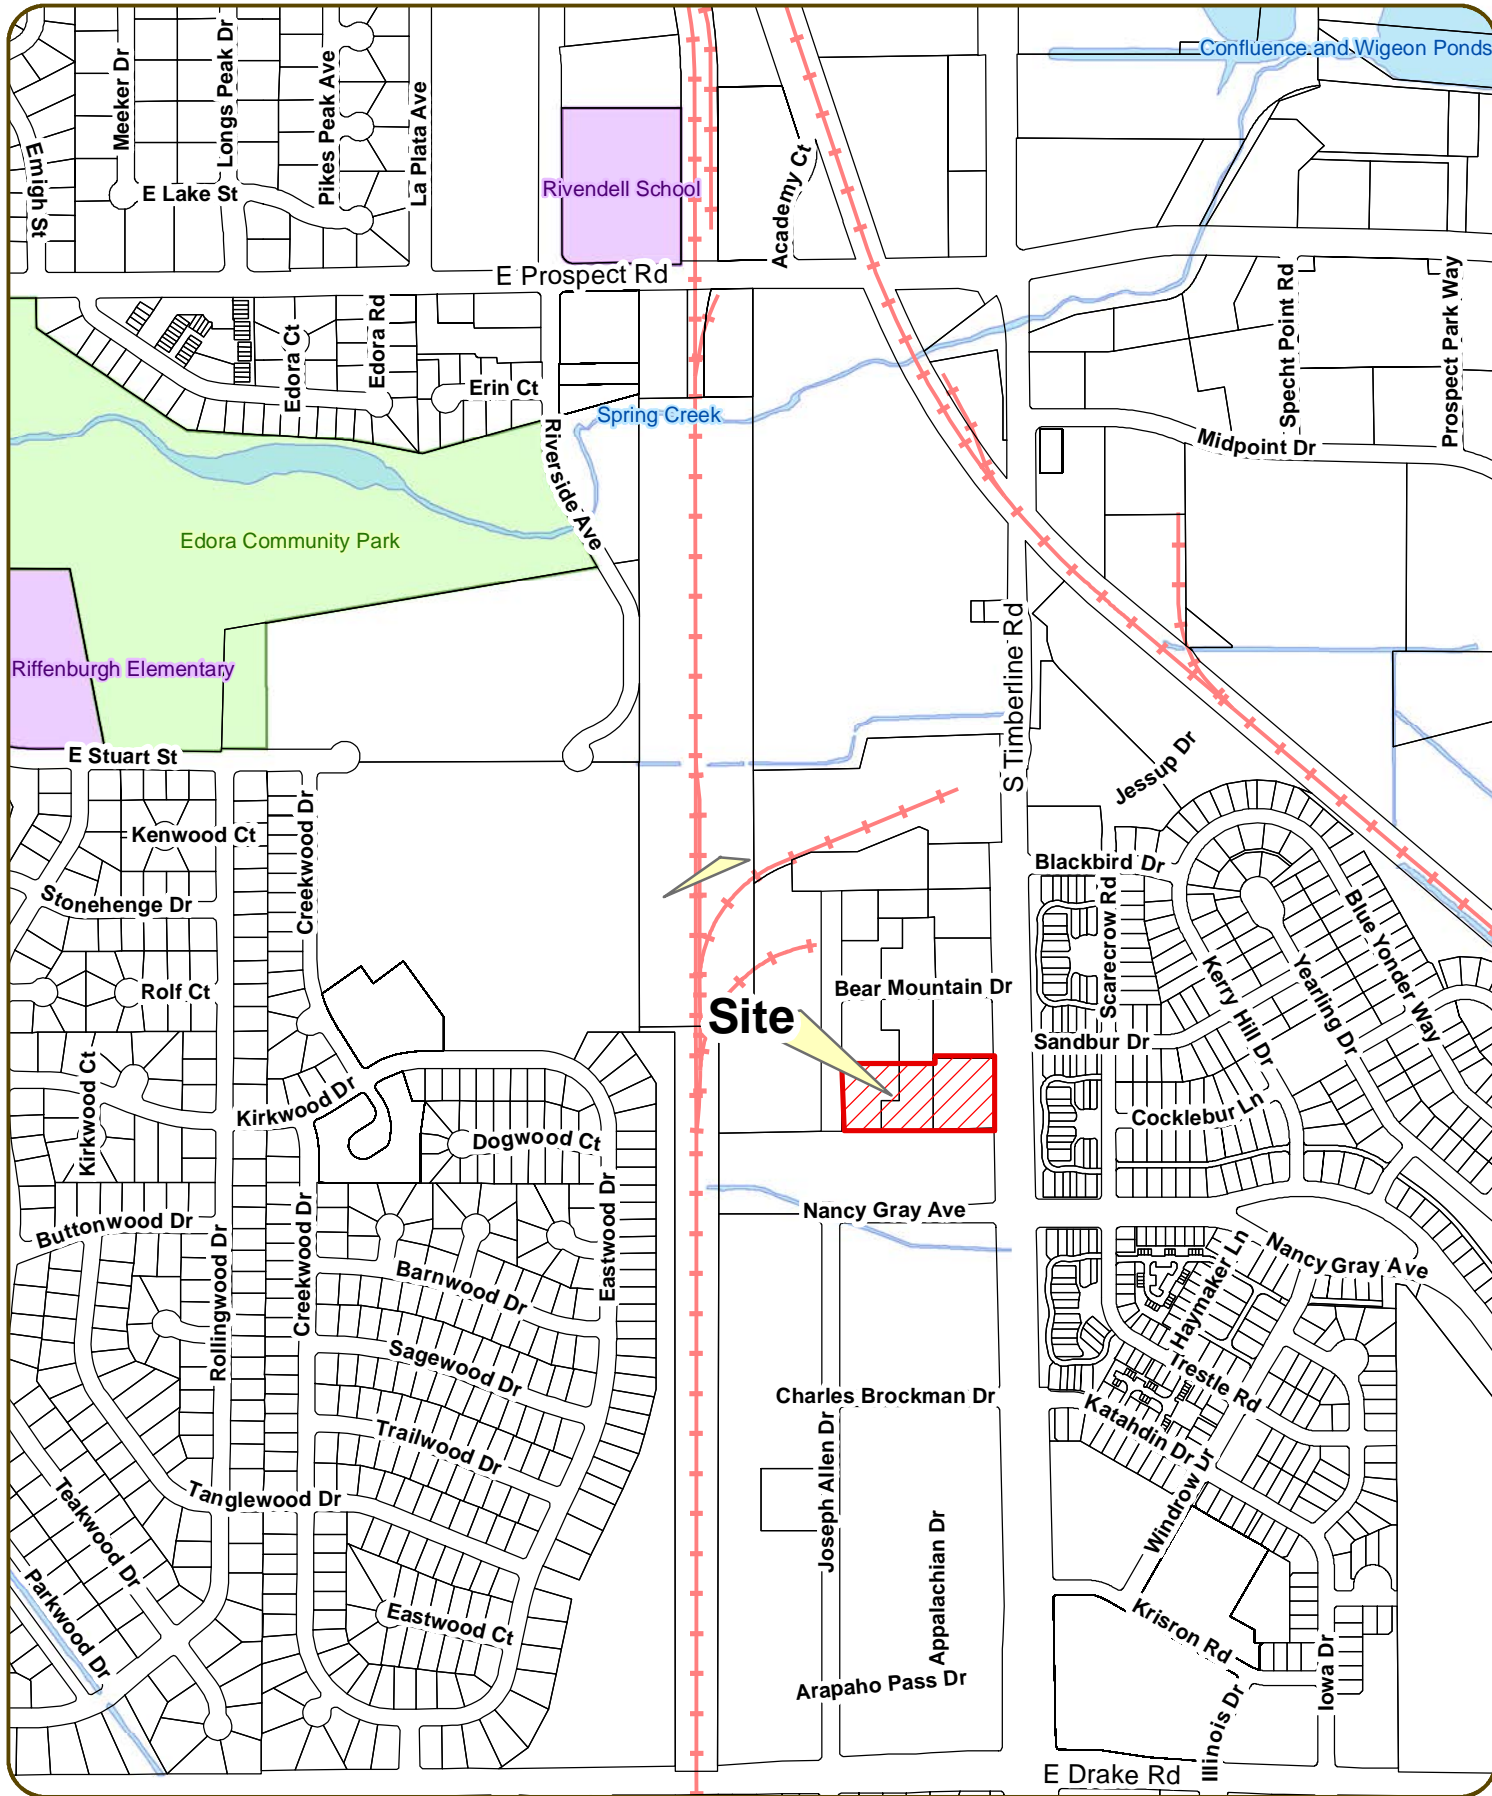 Confluence and Wigeon Ponds
Meeker Dr
Longs Peak Dr
Pikes Peak Ave
La Plata Ave
Emigh St
E Lake St
Rivendell School
Academy Ct
E Prospect Rd
Specht Point Rd
Prospect Park Way
Edora Ct
Edora Rd
Erin Ct
Spring Creek
Riverside Ave
Midpoint Dr
Edora Community Park
Riffenburgh Elementary
S Timberline Rd
E Stuart St
Jessup Dr
Kenwood Ct
Creekwood Dr
Blackbird Dr
Stonehenge Dr
Scarecrow Rd
Blue Yonder Way
Rolf Ct
Bear Mountain Dr
Kerry Hill Dr
Yearling Dr
Site
Sandbur Dr
Kirkwood Ct
Kirkwood Dr
Cocklebur Ln
Dogwood Ct
Buttonwood Dr
Nancy Gray Ave
Rollingwood Dr
Creekwood Dr
Eastwood Dr
Barnwood Dr
Haymaker Ln
Nancy Gray Ave
Sagewood Dr
Trestle Rd
Charles Brockman Dr
Katahdin Dr
Trailwood Dr
Joseph Allen Dr
Windrow Dr
Tanglewood Dr
Teakwood Dr
Appalachian Dr
Parkwood Dr
Eastwood Ct
Krisron Rd
Iowa Dr
Arapaho Pass Dr
Illinois Dr
E Drake Rd